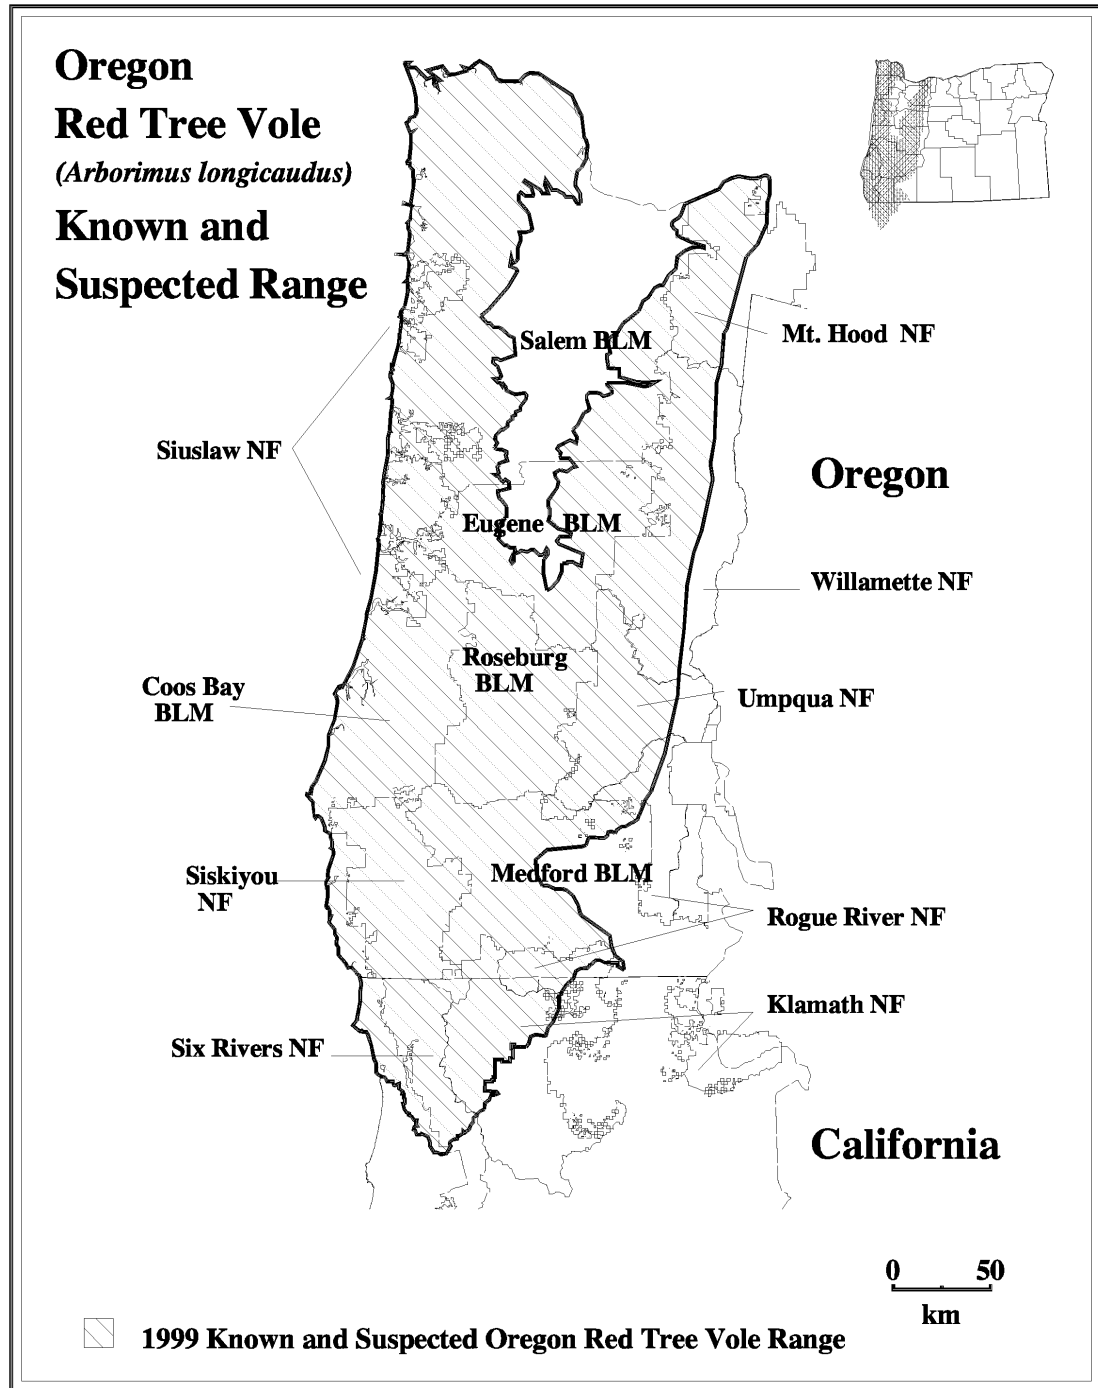 Oregon
Red Tree Vole
(Arborimus longicaudus)
Known and
Suspected Range
Salem BLM
Mt. Hood NF
Siuslaw NF
Oregon
Eugene BLM
Willamette NF
Roseburg
BLM
Coos Bay
BLM
Umpqua NF
Medford BLM
Siskiyou
NF
Rogue River NF
Klamath NF
Six Rivers NF
California
0 50
km
1999 Known and Suspected Oregon Red Tree Vole Range